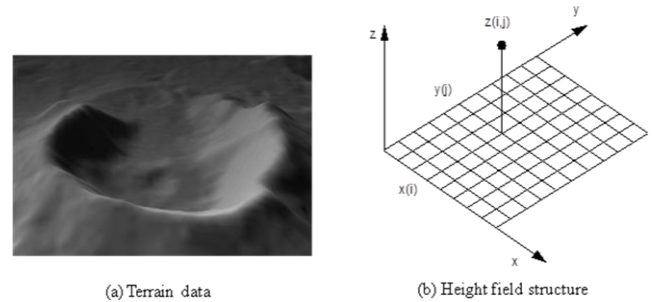 y
z(i,j)
z
y(j)
x(i)
x
(a) Terrain data
(b) Height field structure